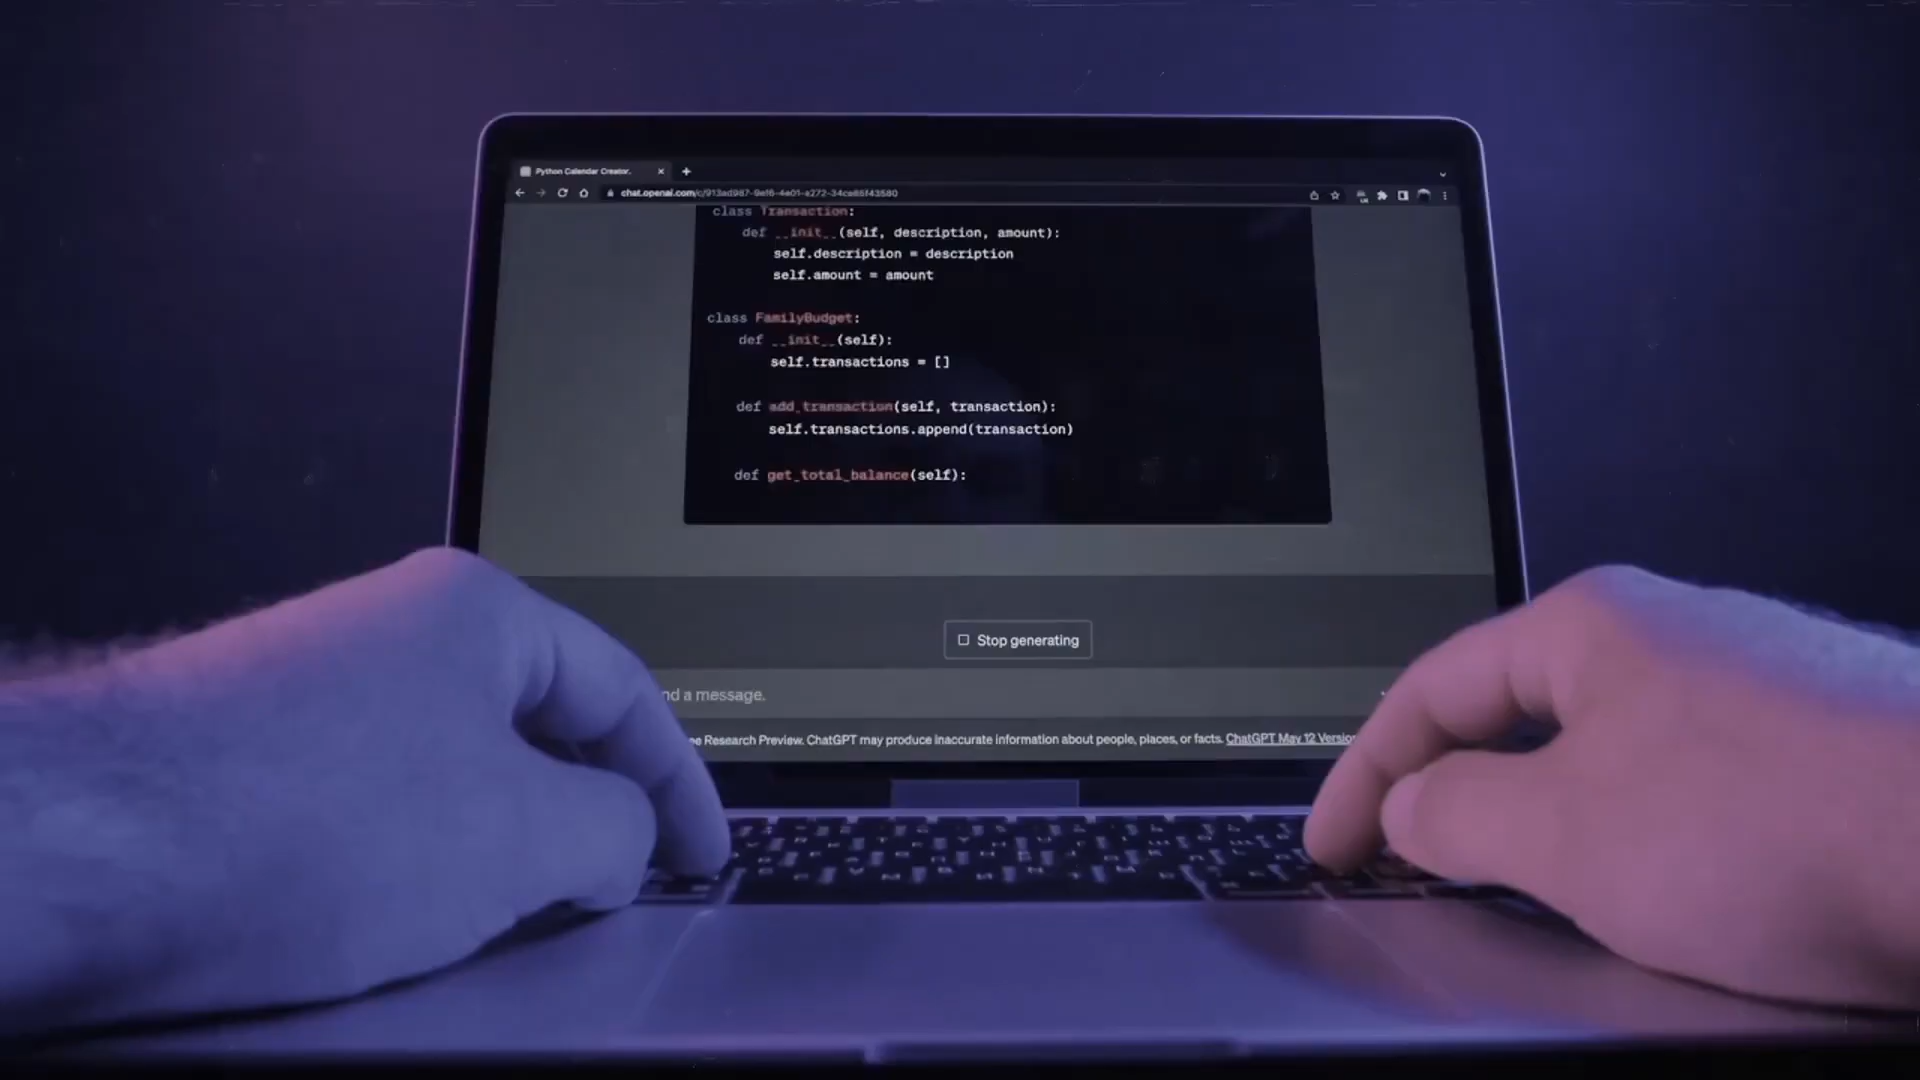 Python Calendar Creator.
chat.openai.com
class Transaction:
def __init__(self, description, amount):
self.description = description
self.amount = amount
class FamilyBudget:
def __init__(self):
self.transactions = []
def add_transaction(self, transaction):
self.transactions.append(transaction)
def get_total_balance(self):
Stop generating
a message.
Research Preview. ChatGPT may produce inaccurate information about people, places, or facts. ChatGPT May 12 Version